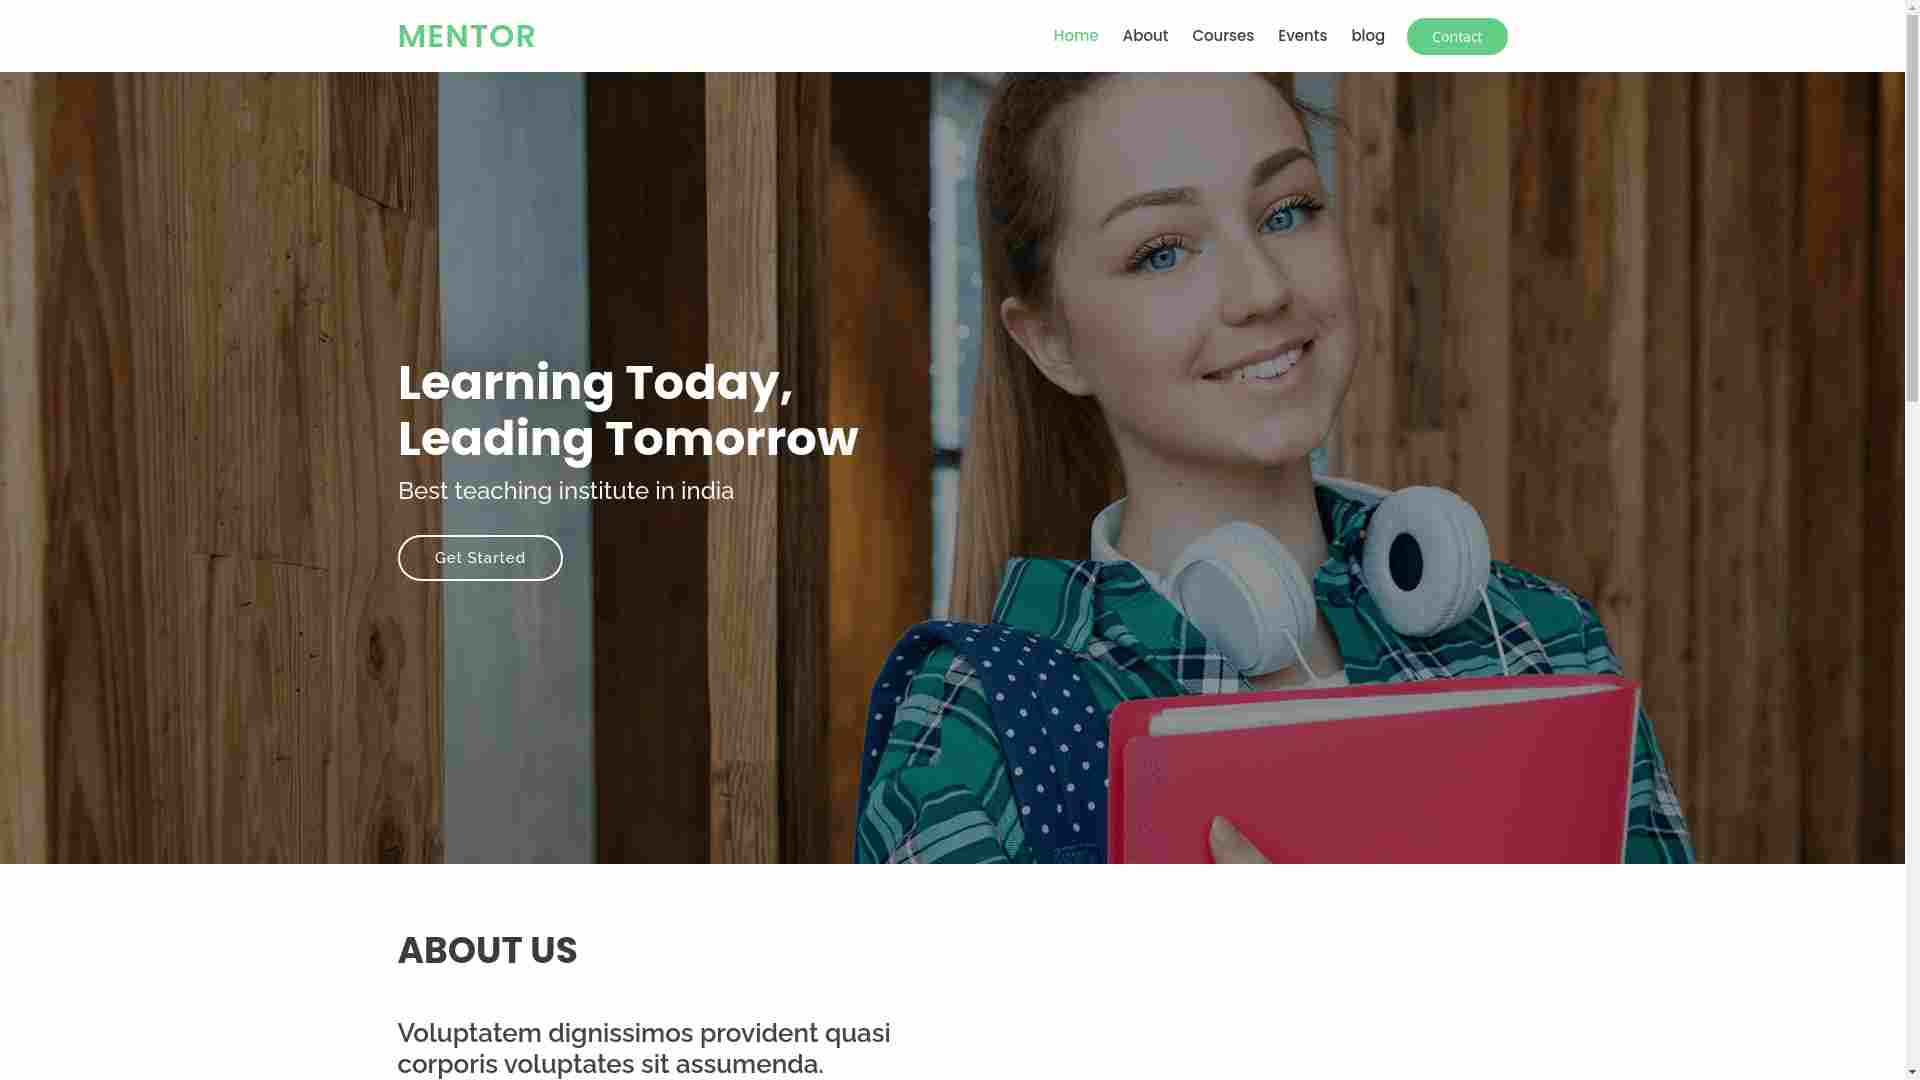 MENTOR
Home
About
Courses
Events
blog
Contact
Learning Today,
Leading Tomorrow
Best teaching institute in india
Get Started
ABOUT US
Voluptatem dignissimos provident quasi
corporis voluptates sit assumenda.